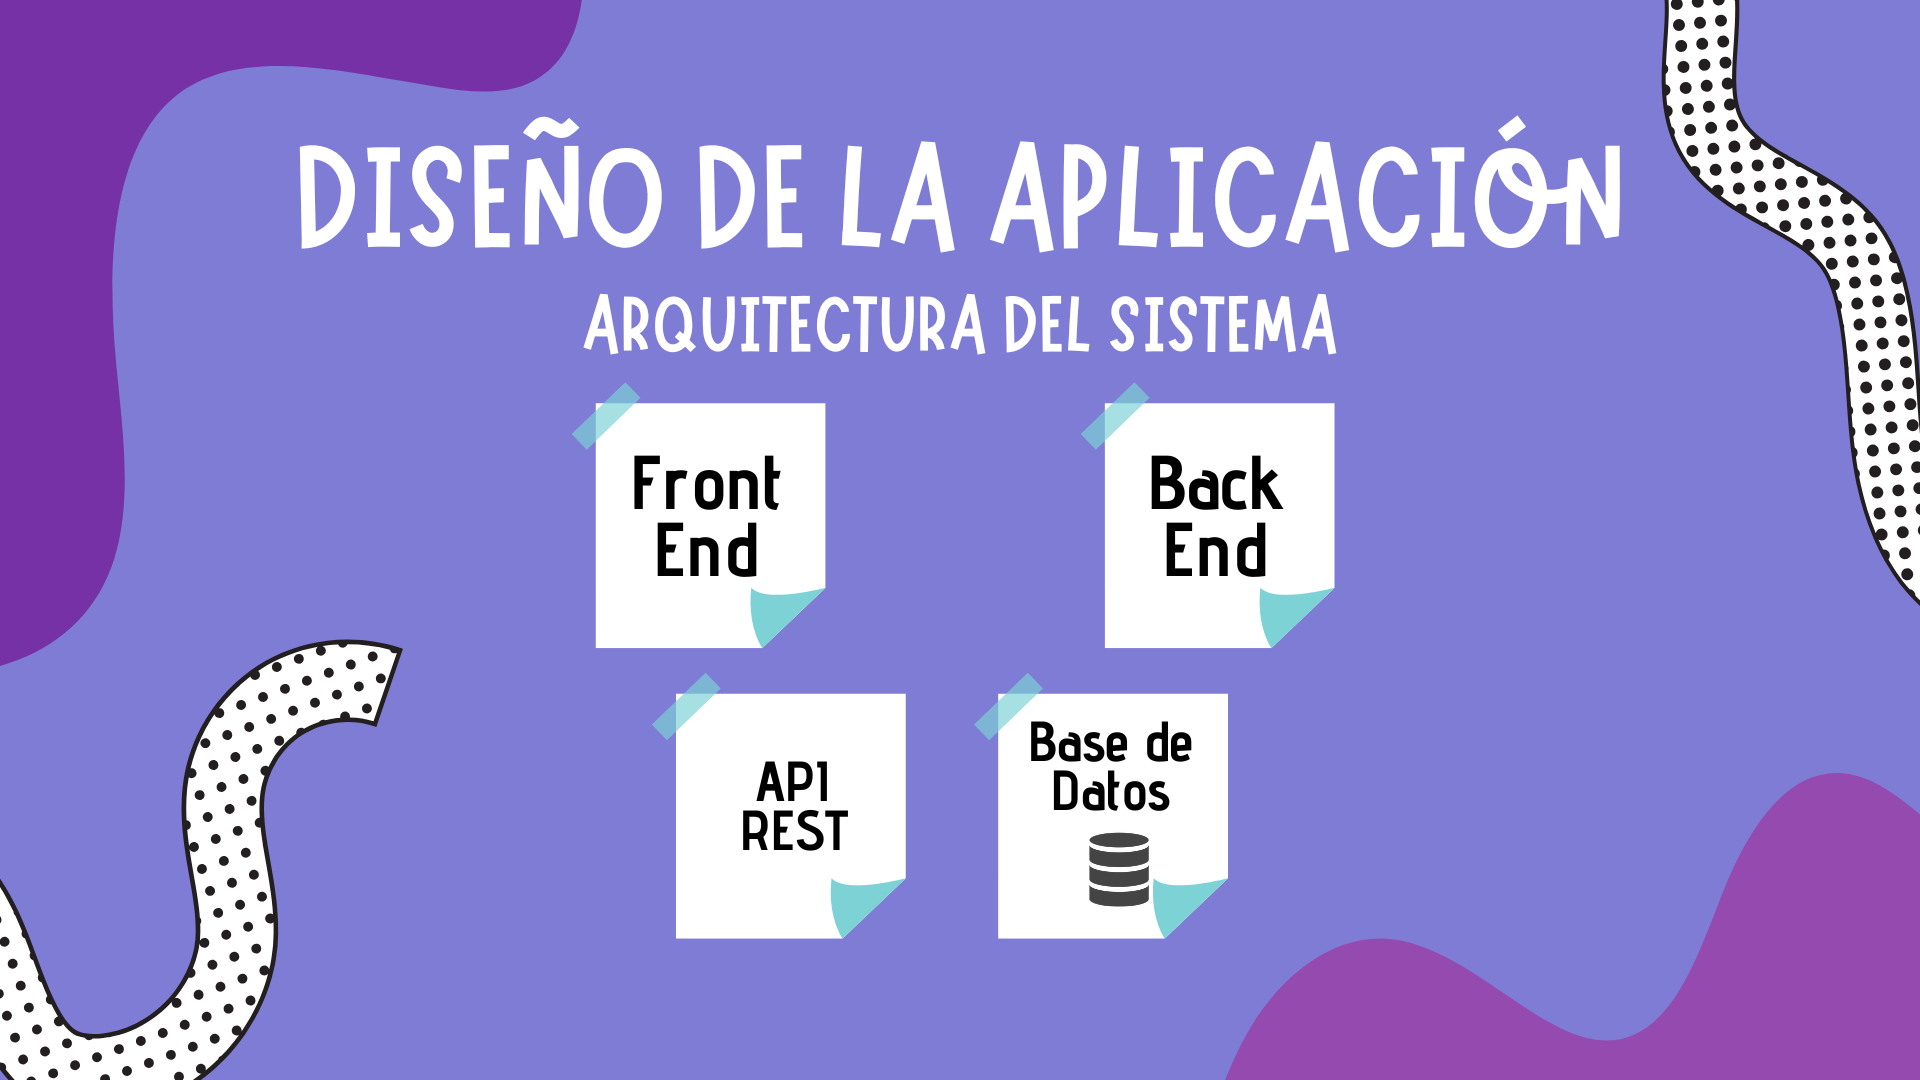 DISEÑO DE LA APLICACIÓN
ARQUITECTURA DEL SISTEMA
Front
End
Back
End
API
REST
Base de
Datos